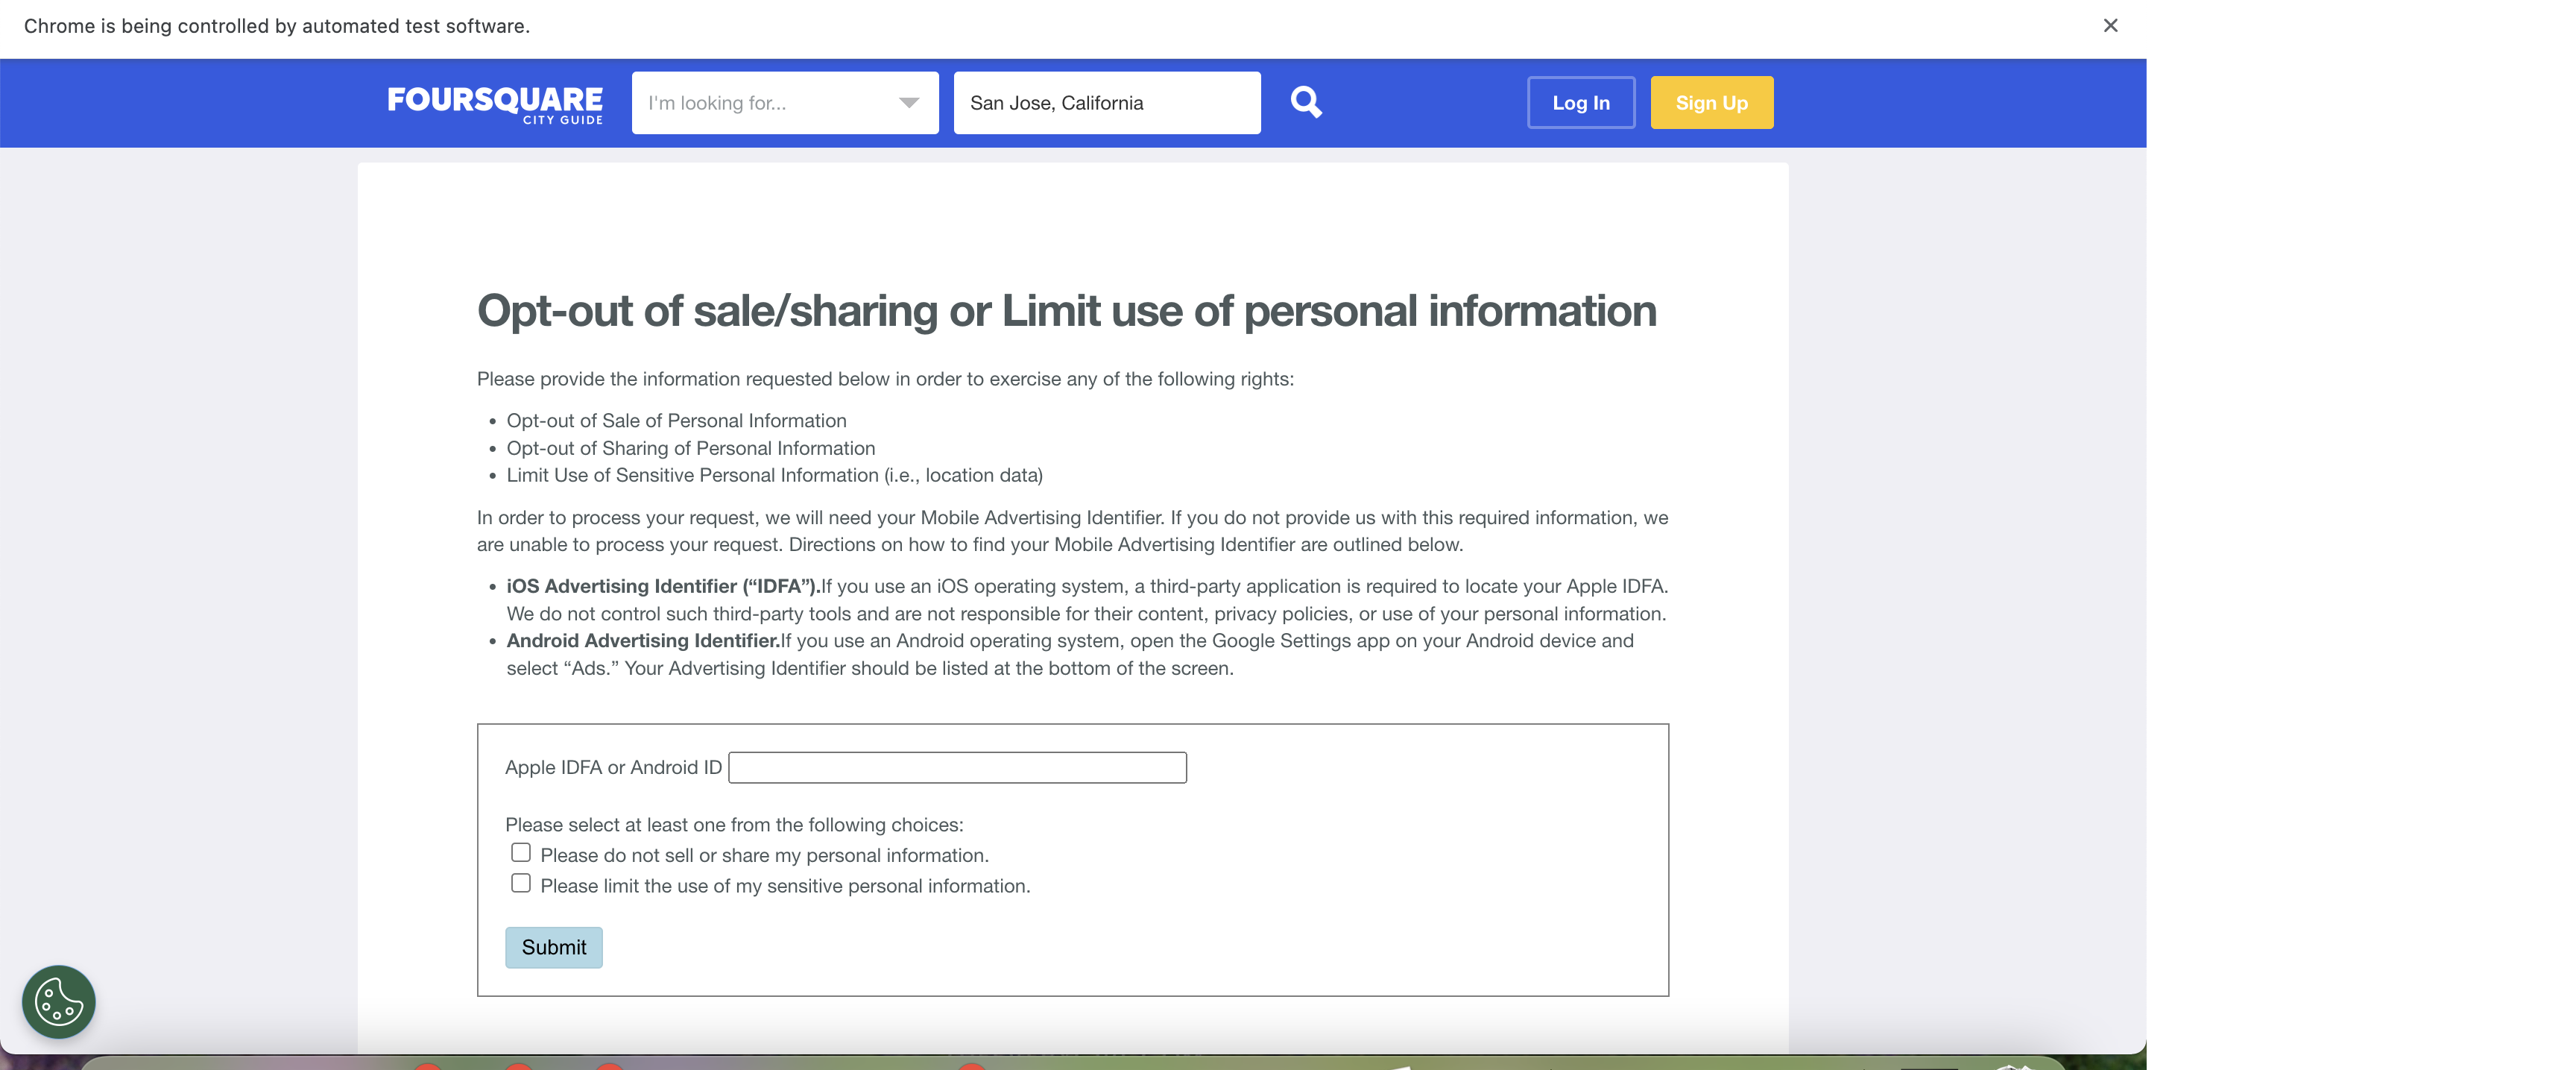 Chrome is being controlled by automated test software.
FOURSQUARE
CITY GUIDE
I'm looking for...
San Jose, California
Log In
Sign Up
Opt-out of sale/sharing or Limit use of personal information
Please provide the information requested below in order to exercise any of the following rights:
• Opt-out of Sale of Personal Information
• Opt-out of Sharing of Personal Information
• Limit Use of Sensitive Personal Information (i.e., location data)
In order to process your request, we will need your Mobile Advertising Identifier. If you do not provide us with this required information, we
are unable to process your request. Directions on how to find your Mobile Advertising Identifier are outlined below.
• iOS Advertising Identifier (“IDFA”).If you use an iOS operating system, a third-party application is required to locate your Apple IDFA.
We do not control such third-party tools and are not responsible for their content, privacy policies, or use of your personal information.
• Android Advertising Identifier.If you use an Android operating system, open the Google Settings app on your Android device and
select “Ads.” Your Advertising Identifier should be listed at the bottom of the screen.
Apple IDFA or Android ID
Please select at least one from the following choices:
Please do not sell or share my personal information.
Please limit the use of my sensitive personal information.
Submit